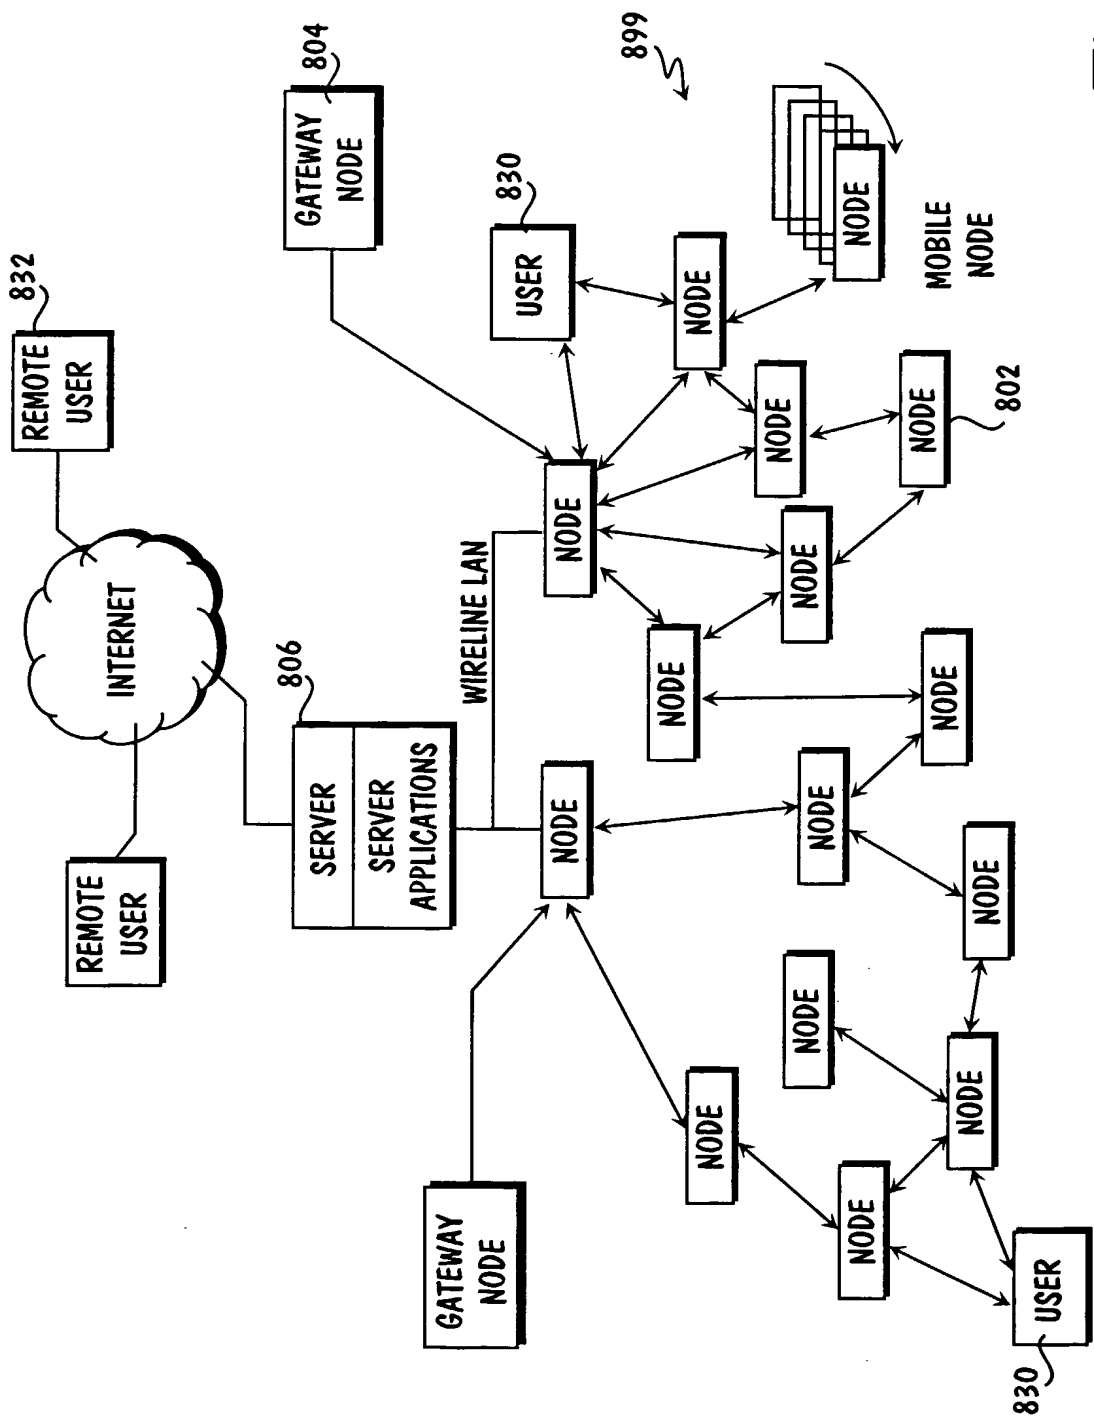 832
REMOTE
USER
REMOTE
USER
INTERNET
806
804
GATEWAY
NODE
SERVER
SERVER
APPLICATIONS
GATEWAY
NODE
WIRELINE LAN
830
USER
NODE
NODE
899
NODE
NODE
NODE
NODE
NODE
NODE
NODE
NODE
NODE
MOBILE
NODE
NODE
NODE
NODE
NODE
802
USER
830